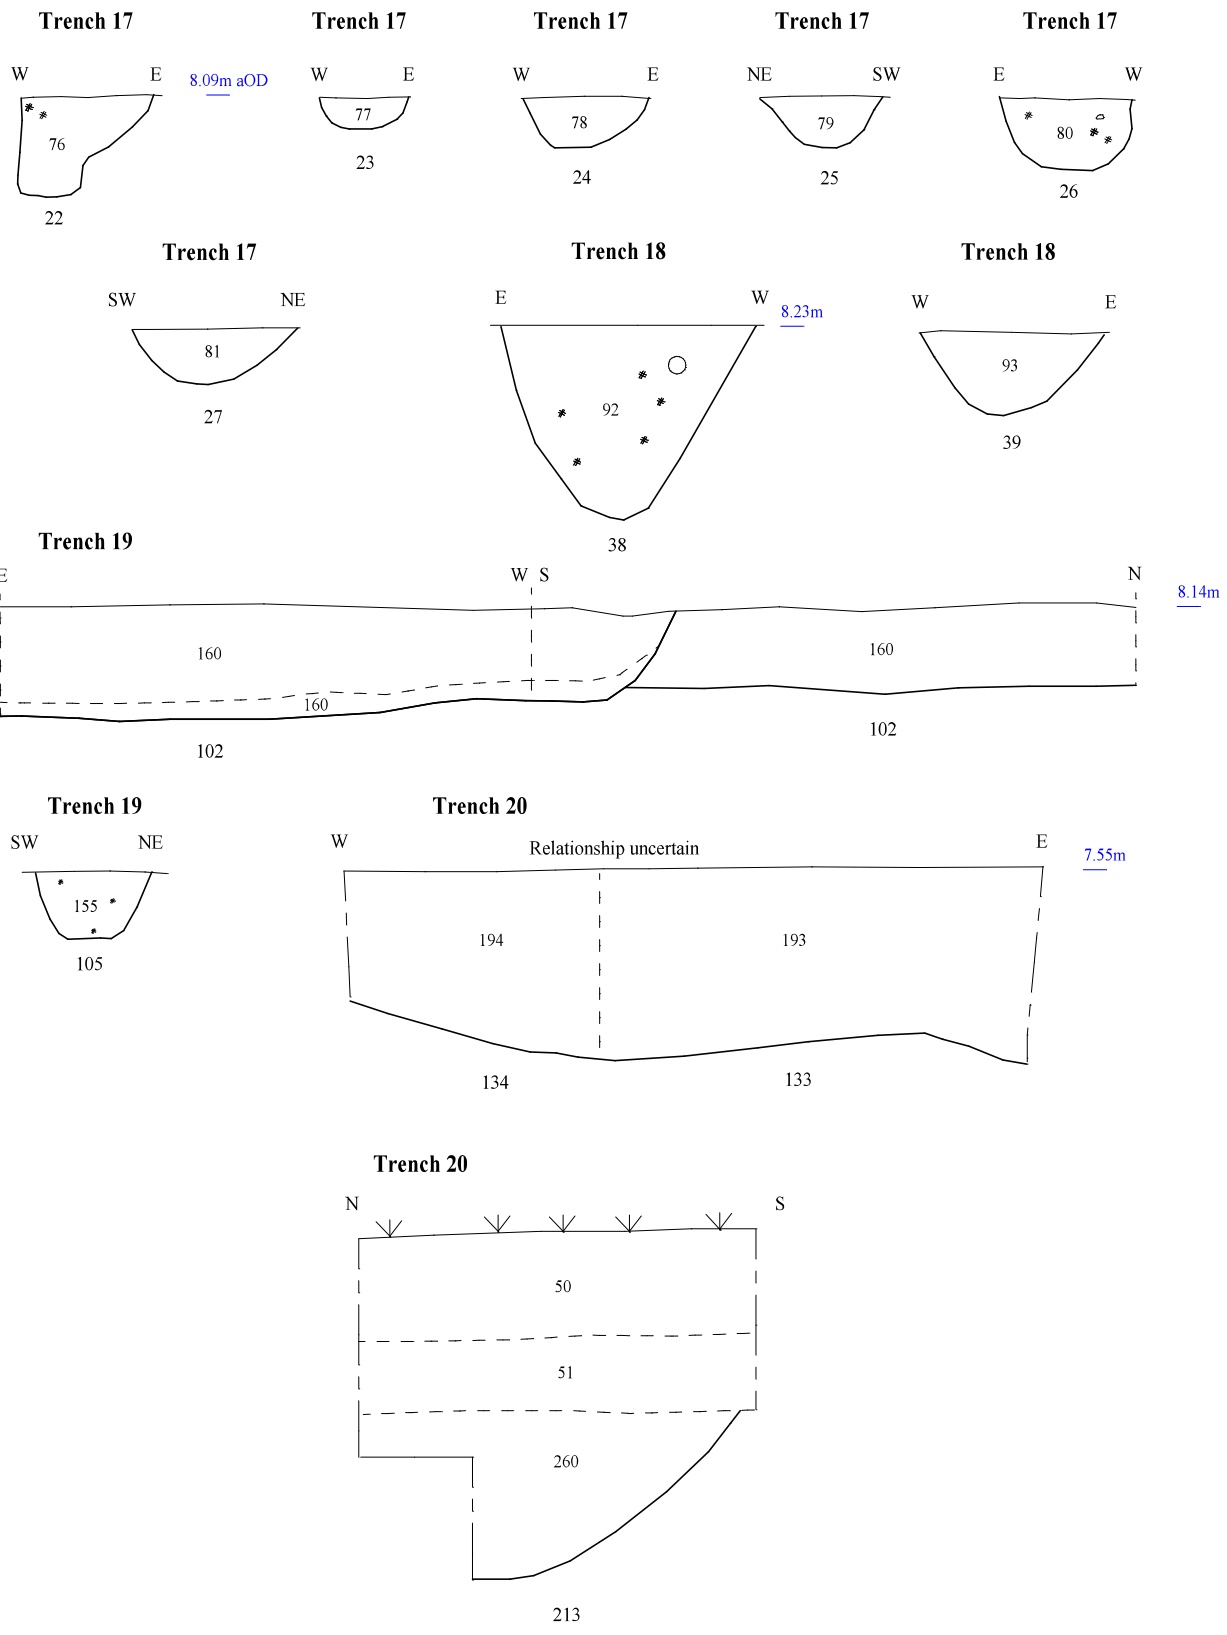 Trench 17 Trench 17 Trench 17 Trench 17 Trench 17
W E 8.09m aOD W E W E NE SW E W
76 77 78 79 80
22 23 24 25 26
Trench 17 Trench 18 Trench 18
SW NE E W 8.23m W E
81 92 93
27 38 39
Trench 19
E W S N
8.14m
160 160
160
102 102
Trench 19 Trench 20
SW NE W Relationship uncertain E 7.55m
155 194 193
105 134 133
Trench 20
N S
50
51
260
213